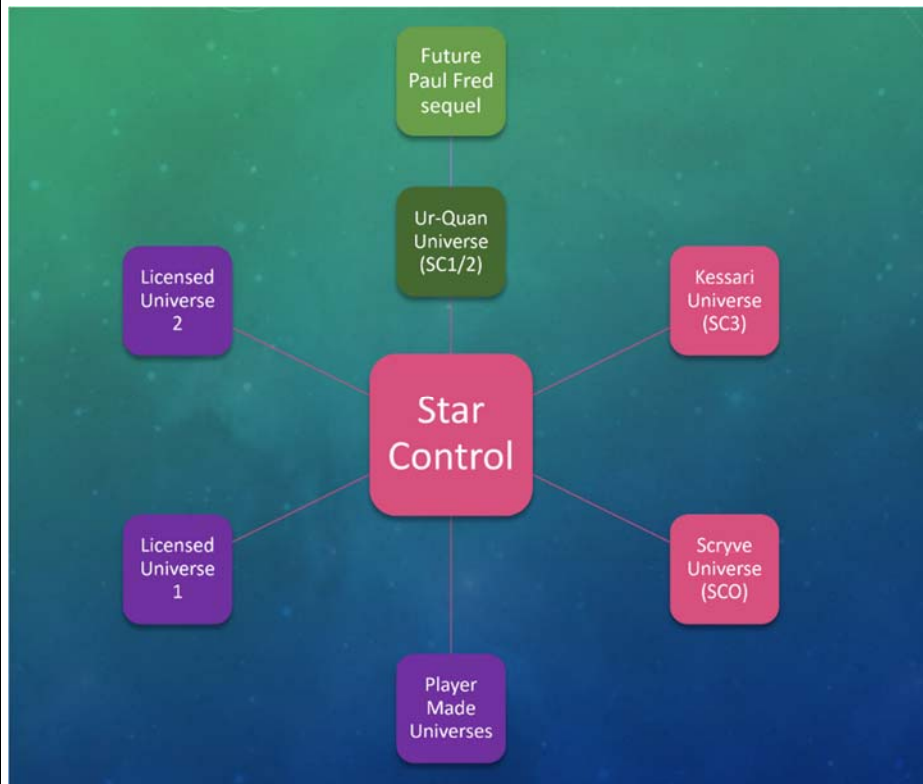 Future
Paul Fred
sequel
Ur-Quan
Universe
(SC1/2)
Licensed
Universe
2
Kessari
Universe
(SC3)
Star
Control
Licensed
Universe
1
Scryve
Universe
(SCO)
Player
Made
Universes